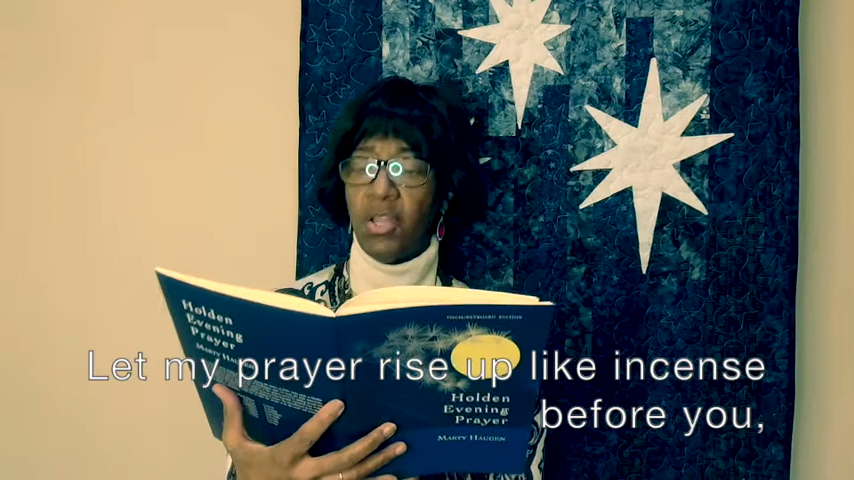 Holden
Evening
Prayer
MARTY HAUGEN
Holden
Evening
Prayer
MARTY HAUGEN
Let my prayer rise up like incense
before you,